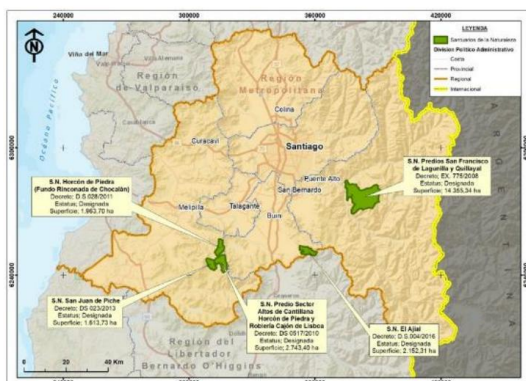 240000 300000 360000 420000
N
LEYENDA
Santuarios de la Naturaleza
División Político Administrativa
Costa
Provincial
Regional
Internacional
Viña del Mar
Océano Pacífico
Región
de Valparaíso
Región
Metropolitana
Colina
Curacaví
Santiago
Puente Alto
San Bernardo
Talagante
Melipilla
Buin
ARGENTINA
6300000
6240000
S.N. Horcón de Piedra
(Fundo Rinconada de Chocalán)
Decreto: D.S.028/2011
Estatus: Designada
Superficie: 1.963,70 ha
S.N. Predios San Francisco
de Lagunilla y Quillayal
Decreto: EX. 775/2008
Estatus: Designada
Superficie: 14.385,34 ha
S.N. San Juan de Piche
Decreto: DS 023/2013
Estatus: Designada
Superficie: 1.613,73 ha
S.N. Predio Sector
Altos de Cantillana
Horcón de Piedra y
Roblería Cajón de Lisboa
Decreto: DS 0517/2010
Estatus: Designada
Superficie: 2.743,45 ha
S.N. El Ajial
Decreto: D.S.004/2016
Estatus: Designada
Superficie: 2.152,31 ha
Región del
Libertador
Bernardo O'Higgins
0 20 40 Km